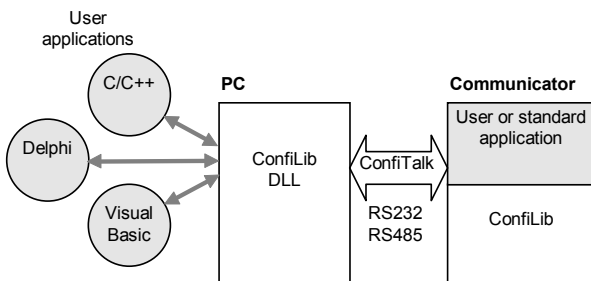 User
applications
C/C++
Delphi
Visual
Basic
PC
ConfiLib
DLL
ConfiTalk
RS232
RS485
Communicator
User or standard
application
ConfiLib